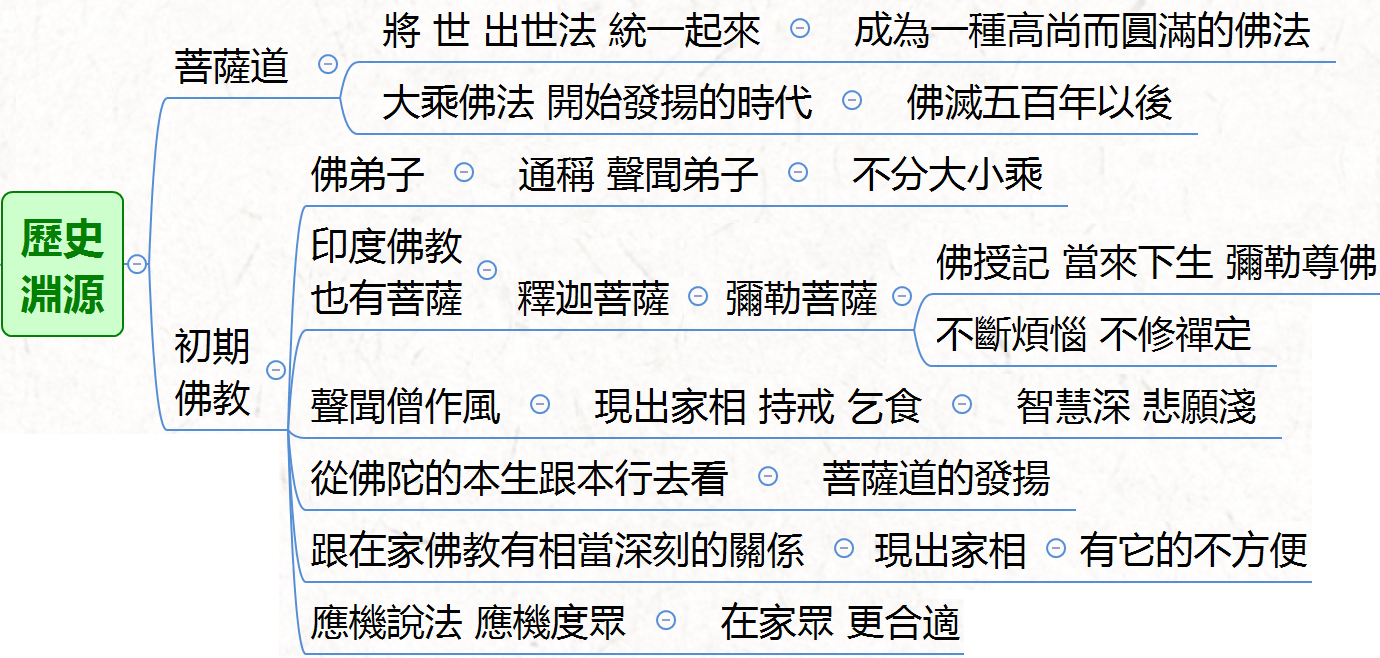 歷史
淵源
菩薩道
將 世 出世法 統一起來
成為一種高尚而圓滿的佛法
大乘佛法 開始發揚的時代
佛滅五百年以後
初期
佛教
佛弟子
通稱 聲聞弟子
不分大小乘
印度佛教
也有菩薩
釋迦菩薩
彌勒菩薩
佛授記 當來下生 彌勒尊佛
不斷煩惱 不修禪定
聲聞僧作風
現出家相 持戒 乞食
智慧深 悲願淺
從佛陀的本生跟本行去看
菩薩道的發揚
跟在家佛教有相當深刻的關係
現出家相
有它的不方便
應機說法 應機度眾
在家眾 更合適